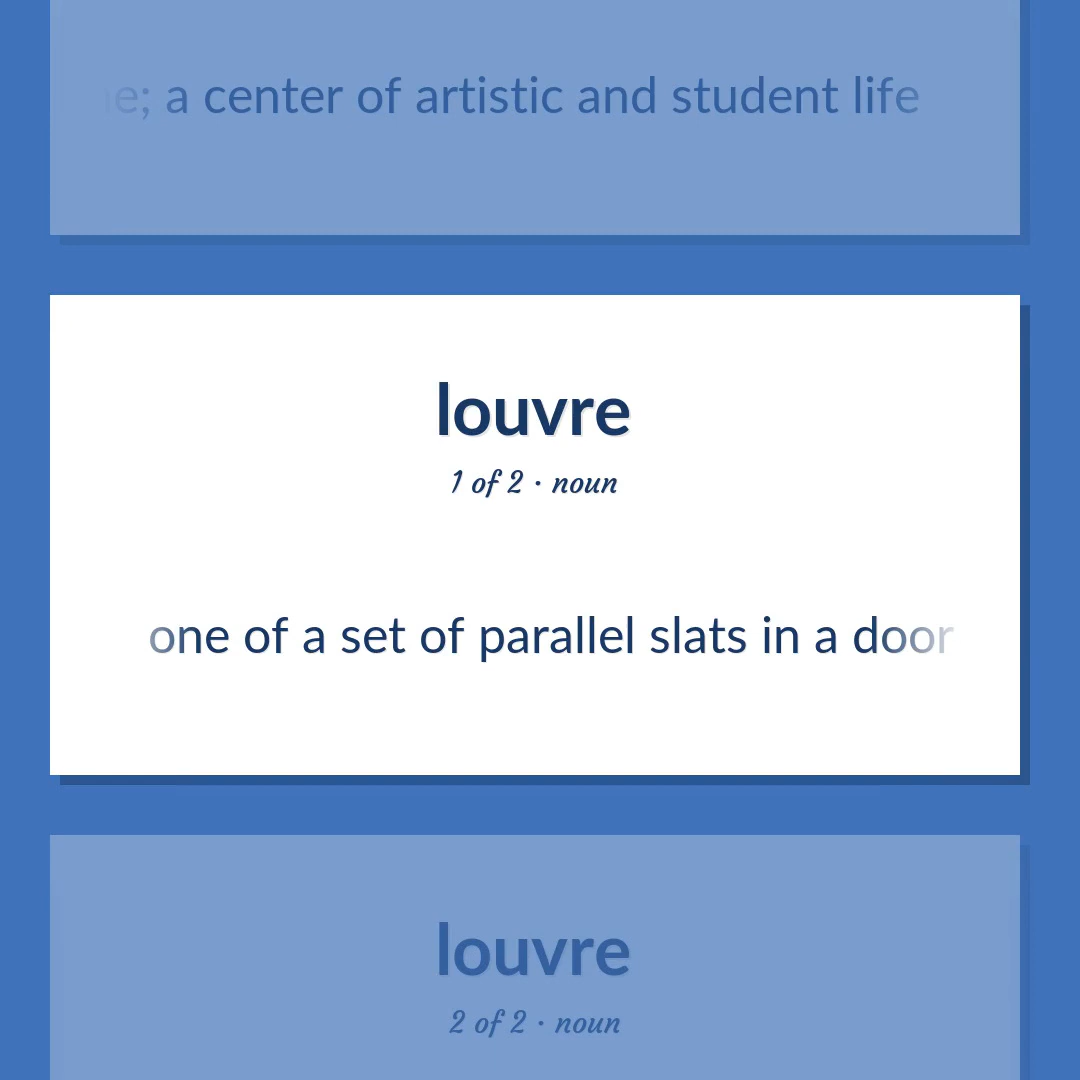 a center of artistic and student life
louvre
1 of 2 · noun
one of a set of parallel slats in a door
louvre
2 of 2 · noun